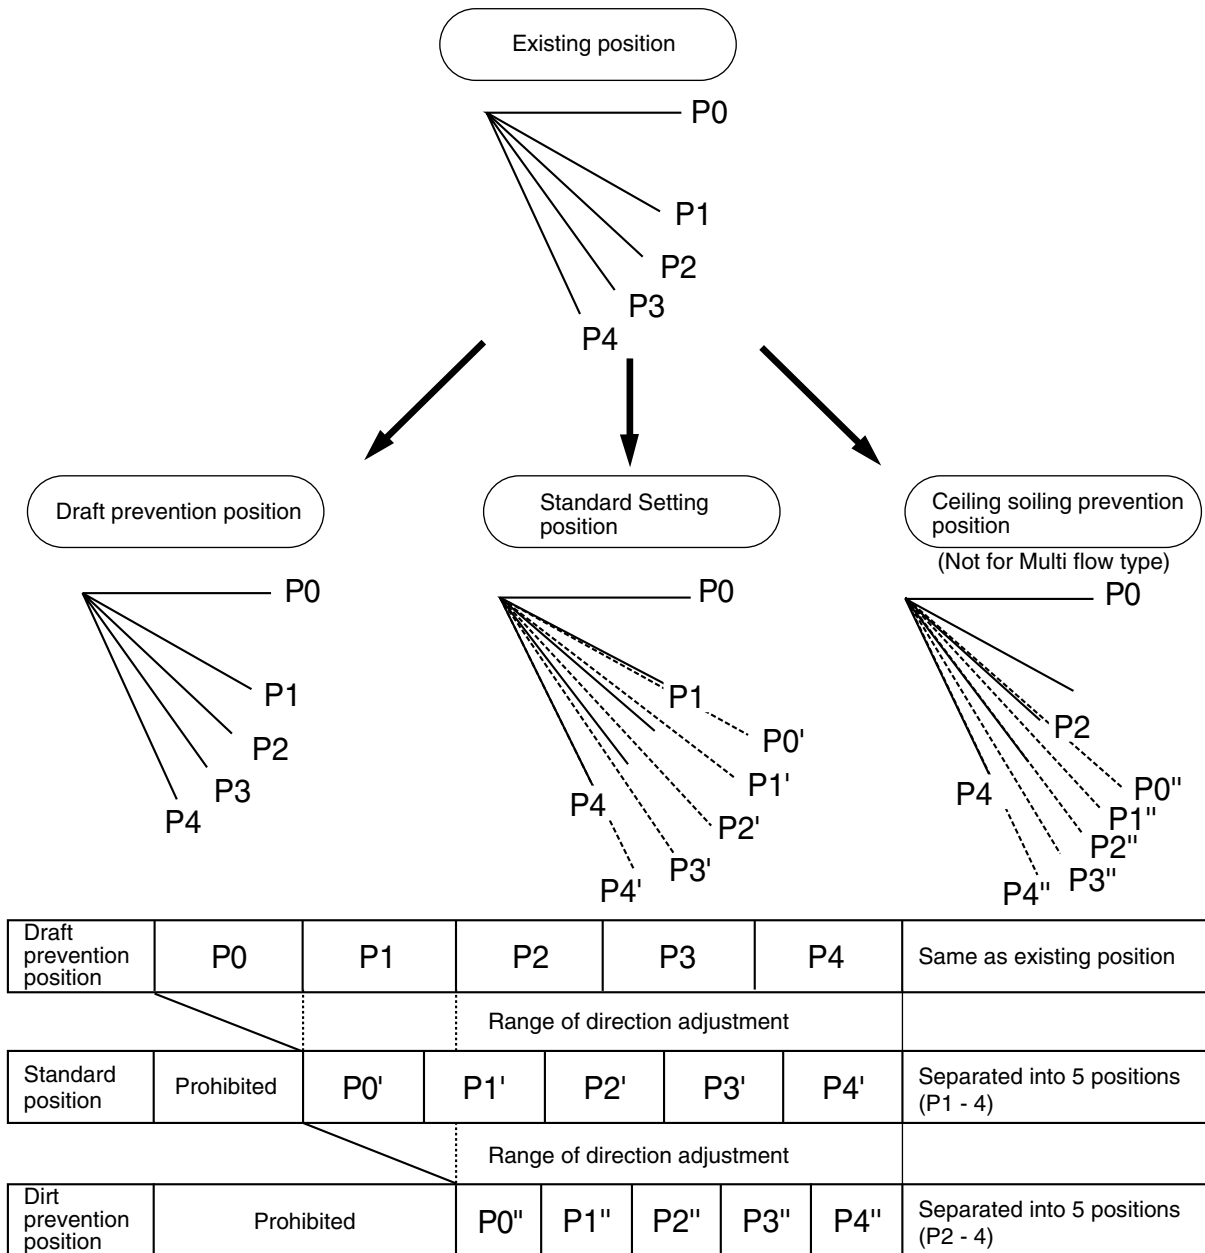 Existing position
P0
P1
P2
P3
P4
Draft prevention position
P0
P1
P2
P3
P4
Standard Setting
position
P0
P1
P0'
P1'
P4
P2'
P3'
P4'
Ceiling soiling prevention
position
(Not for Multi flow type)
P0
P2
P4
P0"
P1"
P2"
P3"
P4"
Draft
prevention
position
P0
P1
P2
P3
P4
Same as existing position
Range of direction adjustment
Standard
position
Prohibited
P0'
P1'
P2'
P3'
P4'
Separated into 5 positions
(P1 - 4)
Range of direction adjustment
Dirt
prevention
position
Prohibited
P0"
P1"
P2"
P3"
P4"
Separated into 5 positions
(P2 - 4)